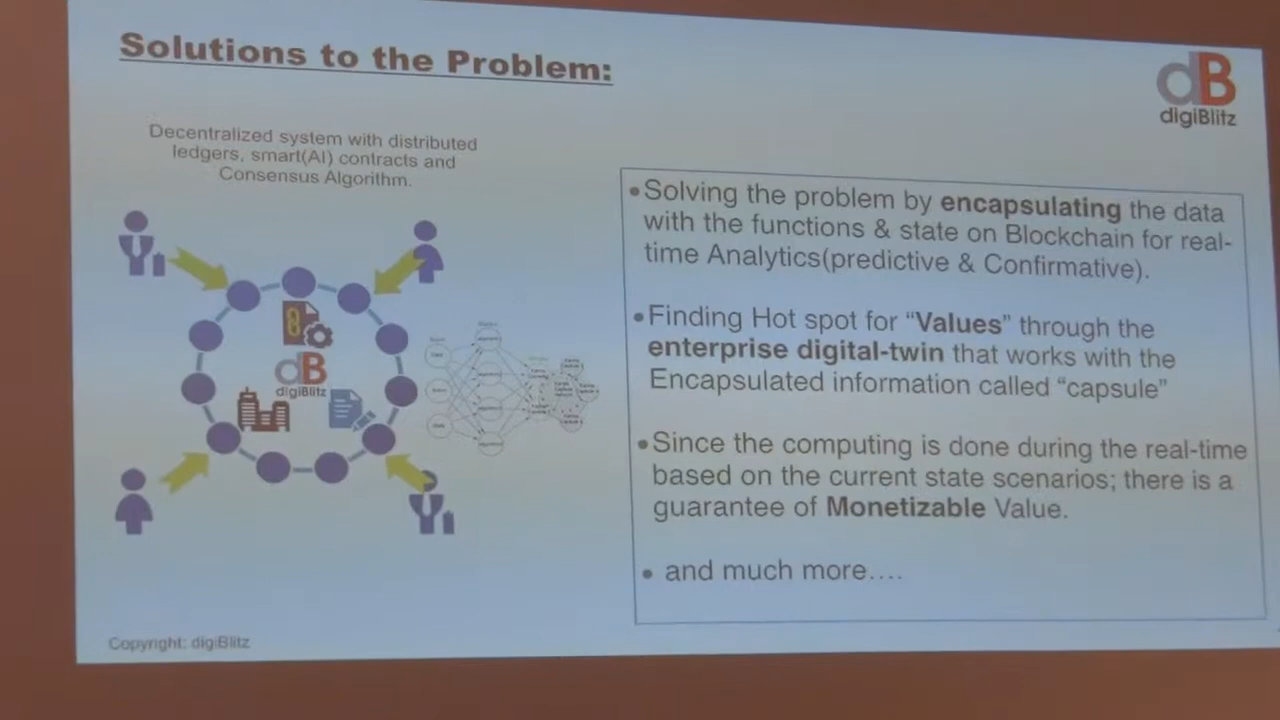 Solutions to the Problem:
dB
digiBlitz
Decentralized system with distributed
ledgers, smart(AI) contracts and
Consensus Algorithm.
dB
digiBlitz
•Solving the problem by encapsulating the data
with the functions & state on Blockchain for real-
time Analytics(predictive & Confirmative).
•Finding Hot spot for “Values” through the
enterprise digital-twin that works with the
Encapsulated information called “capsule”
•Since the computing is done during the real-time
based on the current state scenarios; there is a
guarantee of Monetizable Value.
• and much more….
Copyright: digiBlitz